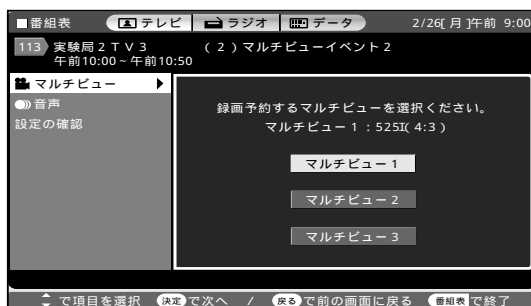 ■番組表 テレビ ラジオ データ 2/26[月]午前 9:00
113 実験局2TV3 (2)マルチビューイベント2
午前10:00~午前10:50
マルチビュー
音声
設定の確認
録画予約するマルチビューを選択ください。
マルチビュー1:525I(4:3)
マルチビュー1
マルチビュー2
マルチビュー3
で項目を選択 決定で次へ / 戻るで前の画面に戻る 番組表で終了